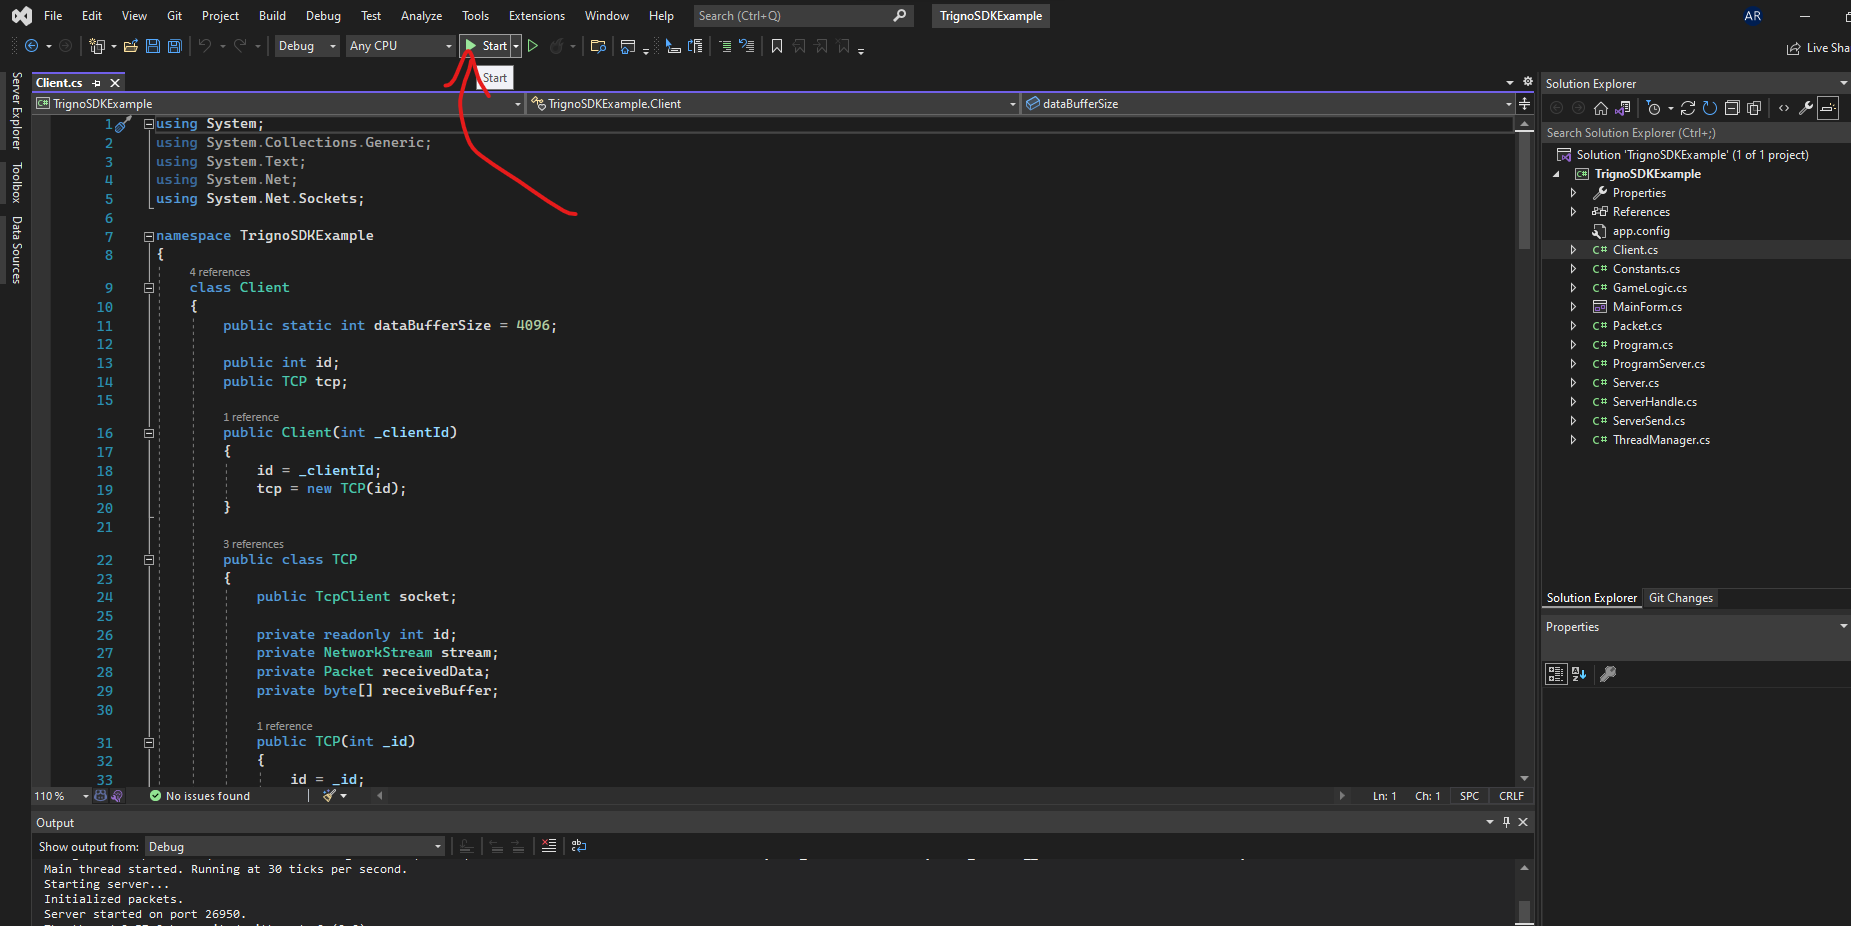 File Edit View Git Project Build Debug Test Analyze Tools Extensions Window Help Search (Ctrl+Q) TrignoSDKExample AR
Debug Any CPU Start Live Sha
Start
Server Explorer
Toolbox
Data Sources
Client.cs
TrignoSDKExample TrignoSDKExample.Client dataBufferSize
1 using System;
2 using System.Collections.Generic;
3 using System.Text;
4 using System.Net;
5 using System.Net.Sockets;
6
7 namespace TrignoSDKExample
8 {
4 references
9 class Client
10 {
11 public static int dataBufferSize = 4096;
12
13 public int id;
14 public TCP tcp;
15
1 reference
16 public Client(int _clientId)
17 {
18 id = _clientId;
19 tcp = new TCP(id);
20 }
21
3 references
22 public class TCP
23 {
24 public TcpClient socket;
25
26 private readonly int id;
27 private NetworkStream stream;
28 private Packet receivedData;
29 private byte[] receiveBuffer;
30
1 reference
31 public TCP(int _id)
32 {
33 id = _id;
110 % No issues found Ln: 1 Ch: 1 SPC CRLF
Output
Show output from: Debug
Main thread started. Running at 30 ticks per second.
Starting server...
Initialized packets.
Server started on port 26950.
Solution Explorer
Search Solution Explorer (Ctrl+;)
Solution 'TrignoSDKExample' (1 of 1 project)
C# TrignoSDKExample
Properties
References
app.config
C# Client.cs
C# Constants.cs
C# GameLogic.cs
MainForm.cs
C# Packet.cs
C# Program.cs
C# ProgramServer.cs
C# Server.cs
C# ServerHandle.cs
C# ServerSend.cs
C# ThreadManager.cs
Solution Explorer Git Changes
Properties